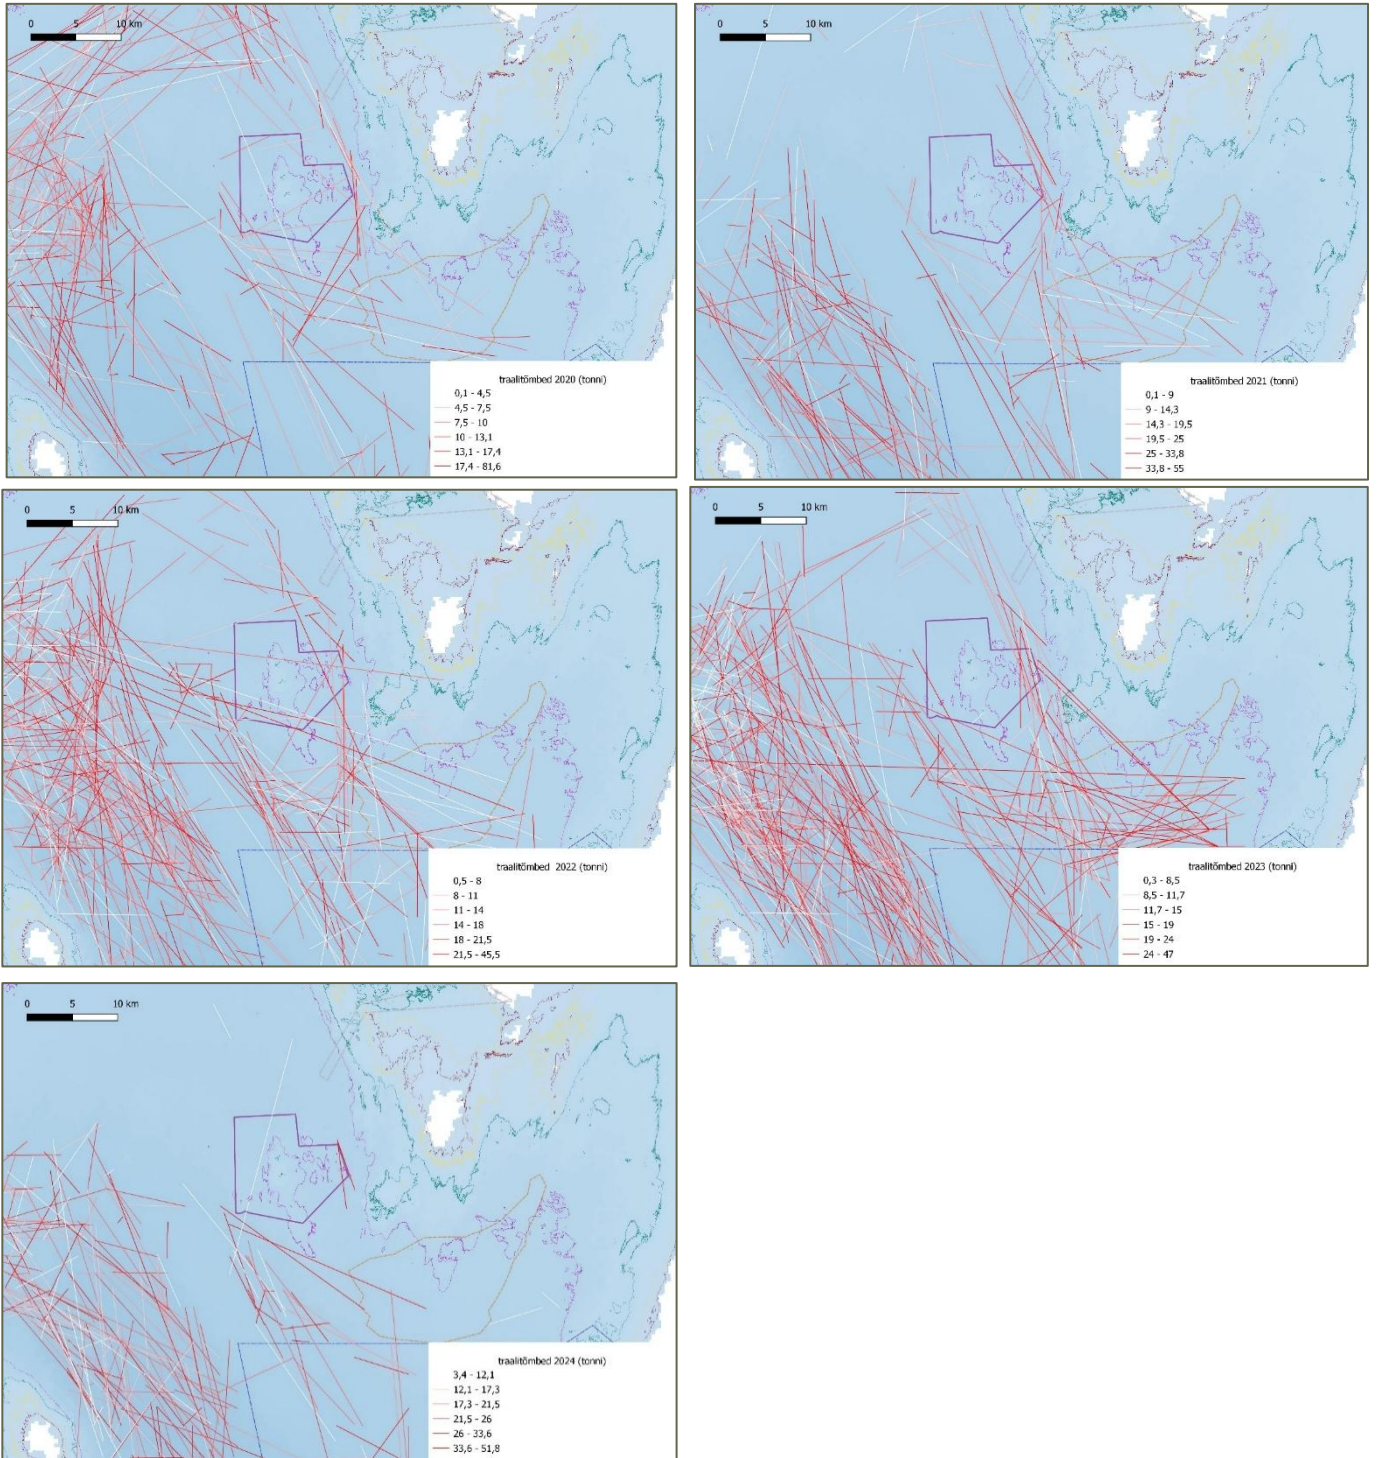 0 5 10 km
traalitõmbed 2020 (tonni)
0,1 - 4,5
4,5 - 7,5
7,5 - 10
10 - 13,1
13,1 - 17,4
17,4 - 81,6
0 5 10 km
traalitõmbed 2021 (tonni)
0,1 - 9
9 - 14,3
14,3 - 19,5
19,5 - 25
25 - 33,8
33,8 - 55
0 5 10 km
traalitõmbed 2022 (tonni)
0,5 - 8
8 - 11
11 - 14
14 - 18
18 - 21,5
21,5 - 45,5
0 5 10 km
traalitõmbed 2023 (tonni)
0,3 - 8,5
8,5 - 11,7
11,7 - 15
15 - 19
19 - 24
24 - 47
0 5 10 km
traalitõmbed 2024 (tonni)
3,4 - 12,1
12,1 - 17,3
17,3 - 21,5
21,5 - 26
26 - 33,6
33,6 - 51,8